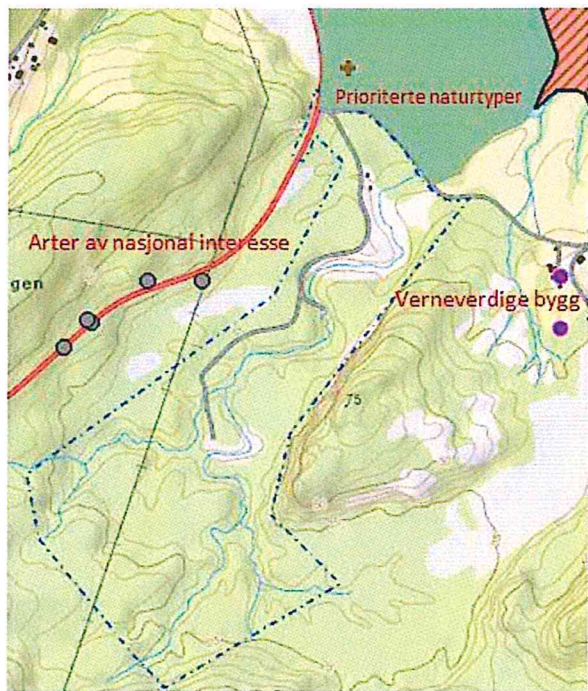 Prioriterte naturtyper
Arter av nasjonal interesse
gen
Verneverdige bygg
75